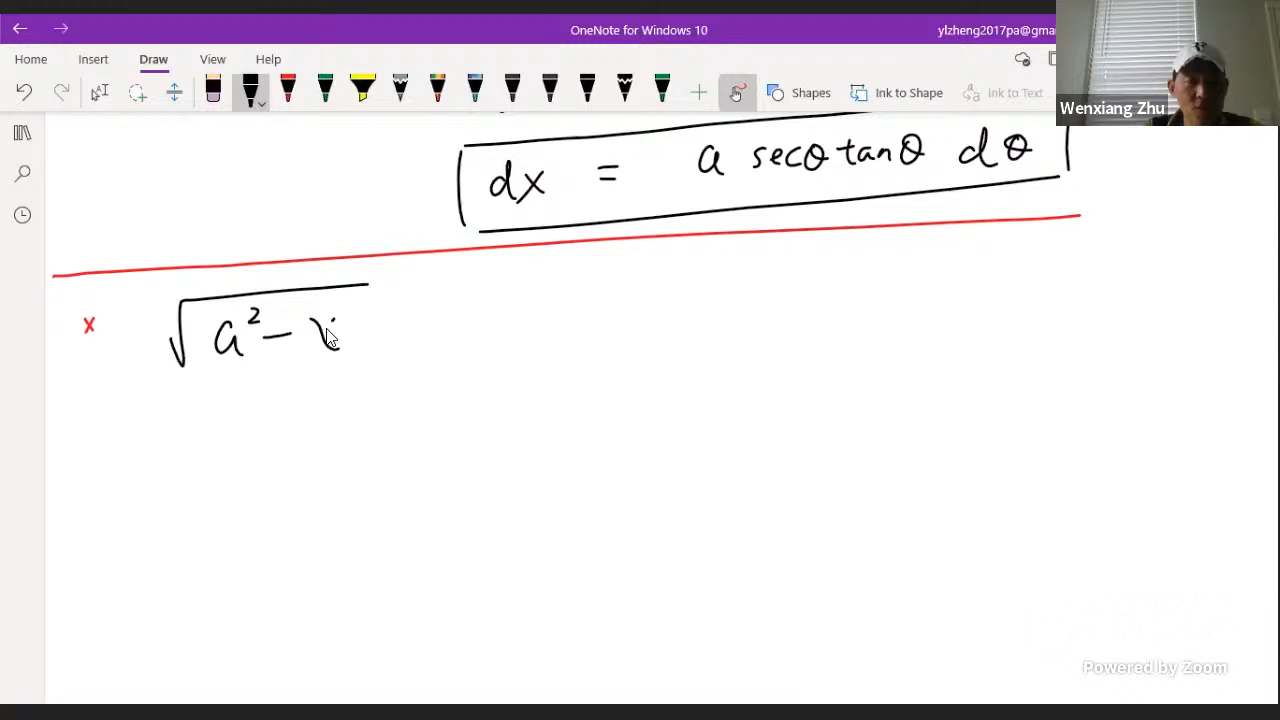 OneNote for Windows 10
ylzheng2017pa@gma
Home Insert Draw View Help
Shapes Ink to Shape Ink to Text
Wenxiang Zhu
dx = a secθ tanθ dθ
x √a² -
Powered by Zoom